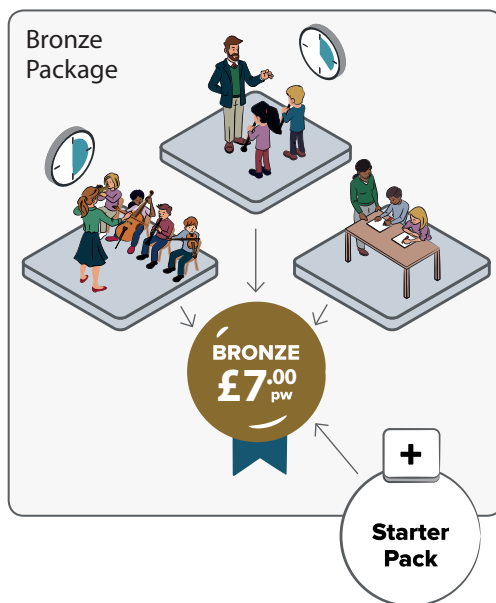 Bronze
Package
BRONZE
£7.00
pw
+
Starter
Pack